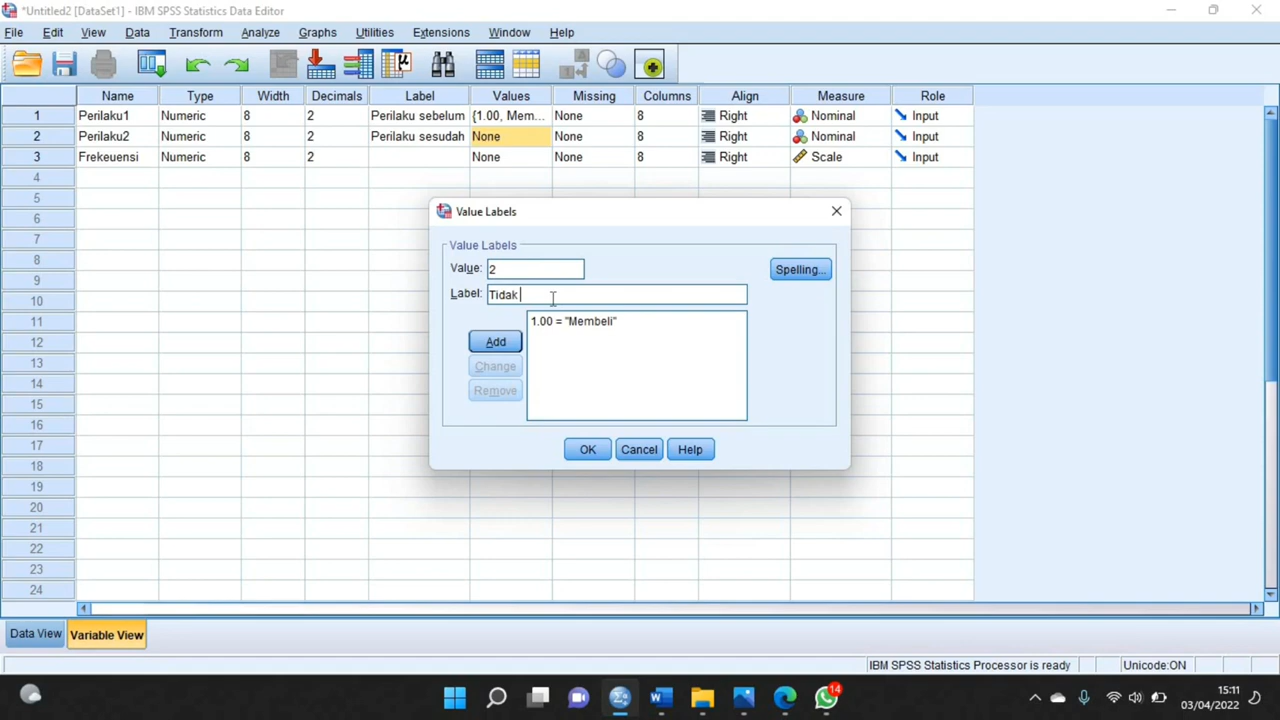 *Untitled2 [DataSet1] - IBM SPSS Statistics Data Editor
File Edit View Data Transform Analyze Graphs Utilities Extensions Window Help
Name Type Width Decimals Label Values Missing Columns Align Measure Role
1 Perilaku1 Numeric 8 2 Perilaku sebelum {1.00, Mem... None 8 Right Nominal Input
2 Perilaku2 Numeric 8 2 Perilaku sesudah None None 8 Right Nominal Input
3 Frekeuensi Numeric 8 2 None None 8 Right Scale Input
4
5
6
7
8
9
10
11
12
13
14
15
16
17
18
19
20
21
22
23
24
Value Labels
Value Labels
Value: 2
Spelling...
Label: Tidak
1.00 = "Membeli"
Add
Change
Remove
OK Cancel Help
Data View Variable View
IBM SPSS Statistics Processor is ready Unicode:ON
14
15:11
03/04/2022